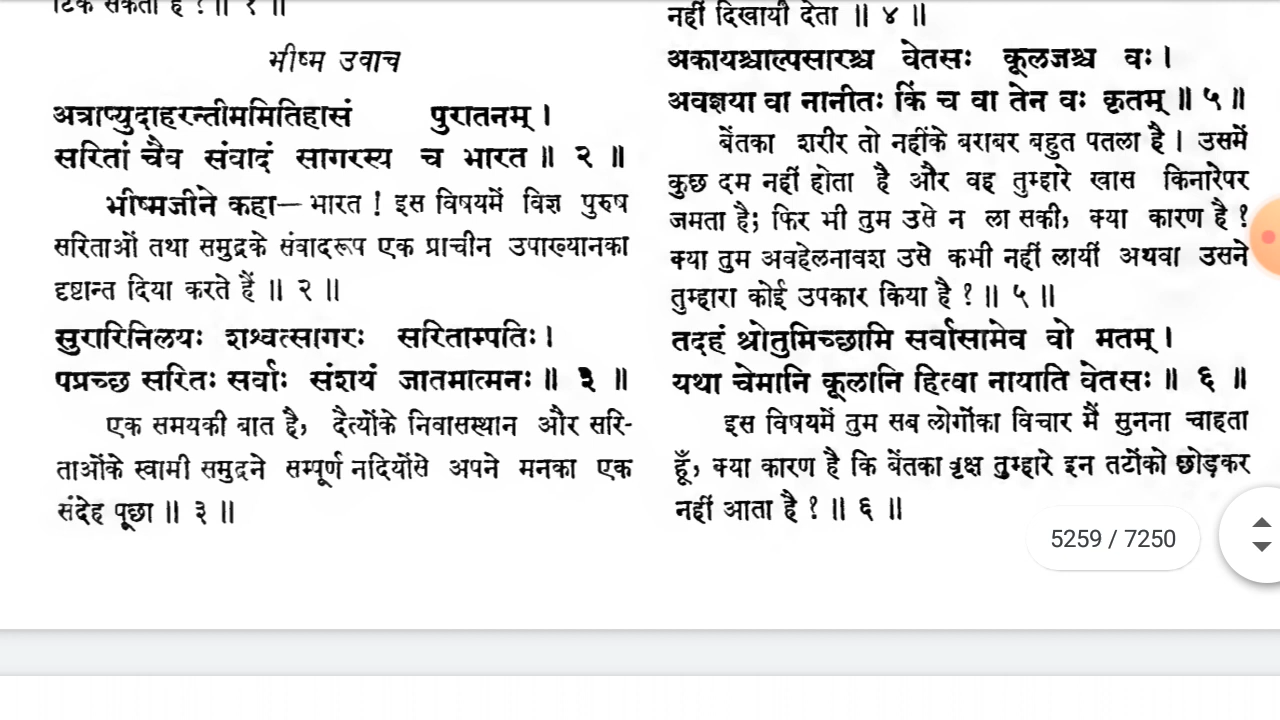 टिक सकता है ? ॥ १ ॥
भीष्म उवाच
अत्राप्युदाहरन्तीममितिहासं पुरातनम् ।
सरितां चैव संवादं सागरस्य च भारत ॥ २ ॥
भीष्मजीने कहा— भारत ! इस विषयमें विज्ञ पुरुष
सरिताओं तथा समुद्रके संवादरूप एक प्राचीन उपाख्यानका
दृष्टान्त दिया करते हैं ॥ २ ॥
सुरारिनिलयः शश्वत्सागरः सरिताम्पतिः ।
पप्रच्छ सरितः सर्वाः संशयं जातमात्मनः ॥ ३ ॥
एक समयकी बात है, दैत्योंके निवासस्थान और सरि-
ताओंके स्वामी समुद्रने सम्पूर्ण नदियोंसे अपने मनका एक
संदेह पूछा ॥ ३ ॥
नहीं दिखायी देता ॥ ४ ॥
अकायश्चाल्पसारश्च वेतसः कूलजश्च वः ।
अवज्ञया वा नानीतः किं च वा तेन वः कृतम् ॥ ५ ॥
बेंतका शरीर तो नहींके बराबर बहुत पतला है । उसमें
कुछ दम नहीं होता है और वह तुम्हारे खास किनारेपर
जमता है; फिर भी तुम उसे न ला सकी, क्या कारण है ?
क्या तुम अवहेलनावश उसे कभी नहीं लायीं अथवा उसने
तुम्हारा कोई उपकार किया है ? ॥ ५ ॥
तदहं श्रोतुमिच्छामि सर्वासामेव वो मतम् ।
यथा चेमानि कूलानि हित्वा नायाति वेतसः ॥ ६ ॥
इस विषयमें तुम सब लोगोंका विचार मैं सुनना चाहता
हूँ, क्या कारण है कि बेंतका वृक्ष तुम्हारे इन तटोंको छोड़कर
नहीं आता है ? ॥ ६ ॥
5259 / 7250